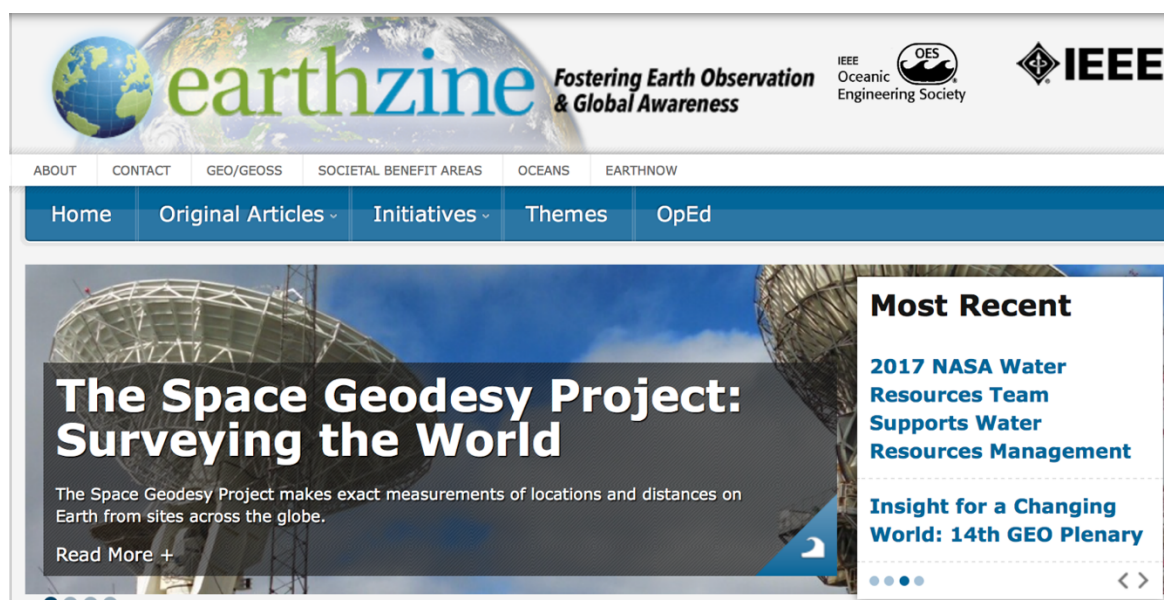 earthzine
Fostering Earth Observation
& Global Awareness
IEEE
Oceanic
Engineering Society
OES
IEEE
ABOUT CONTACT GEO/GEOSS SOCIETAL BENEFIT AREAS OCEANS EARTHNOW
Home Original Articles Initiatives Themes OpEd
The Space Geodesy Project:
Surveying the World
The Space Geodesy Project makes exact measurements of locations and distances on
Earth from sites across the globe.
Read More +
Most Recent
2017 NASA Water
Resources Team
Supports Water
Resources Management
Insight for a Changing
World: 14th GEO Plenary